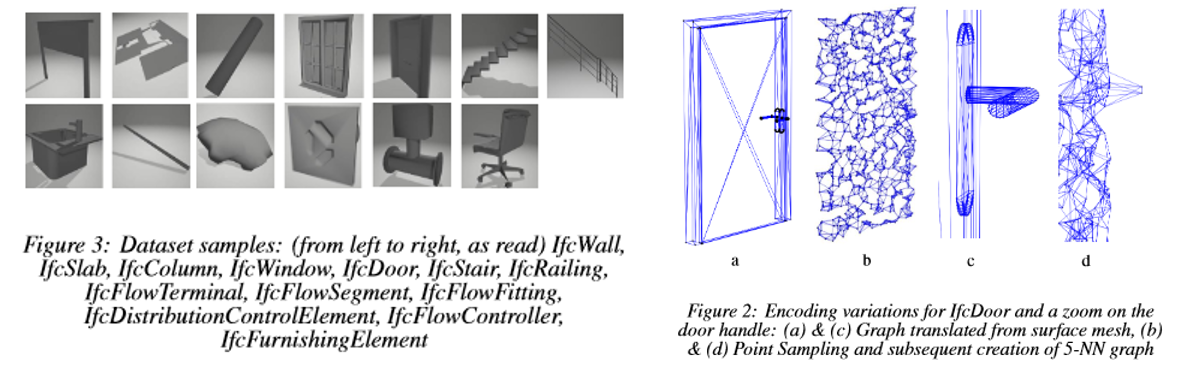 Figure 3: Dataset samples: (from left to right, as read) IfcWall,
IfcSlab, IfcColumn, IfcWindow, IfcDoor, IfcStair, IfcRailing,
IfcFlowTerminal, IfcFlowSegment, IfcFlowFitting,
IfcDistributionControlElement, IfcFlowController,
IfcFurnishingElement
a b c d
Figure 2: Encoding variations for IfcDoor and a zoom on the
door handle: (a) & (c) Graph translated from surface mesh, (b)
& (d) Point Sampling and subsequent creation of 5-NN graph